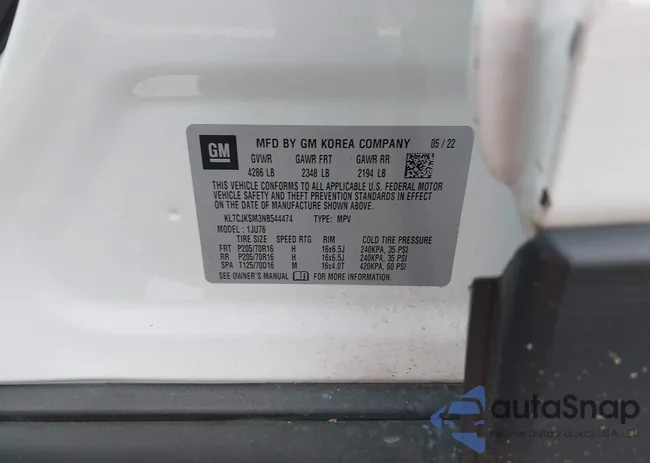 GM MFD BY GM KOREA COMPANY 05 / 22
GVWR GAWR FRT GAWR RR
4286 LB 2348 LB 2194 LB
THIS VEHICLE CONFORMS TO ALL APPLICABLE U.S. FEDERAL MOTOR
VEHICLE SAFETY AND THEFT PREVENTION STANDARDS IN EFFECT
ON THE DATE OF MANUFACTURE SHOWN ABOVE.
KL7CJKSM3NB544474 TYPE: MPV
MODEL: 1JU76
TIRE SIZE SPEED RTG RIM COLD TIRE PRESSURE
FRT P205/70R16 H 16x6.5J 240KPA, 35 PSI
RR P205/70R16 H 16x6.5J 240KPA, 35 PSI
SPA T125/70D16 M 16x4.0T 420KPA, 60 PSI
SEE OWNER'S MANUAL
autaSnap